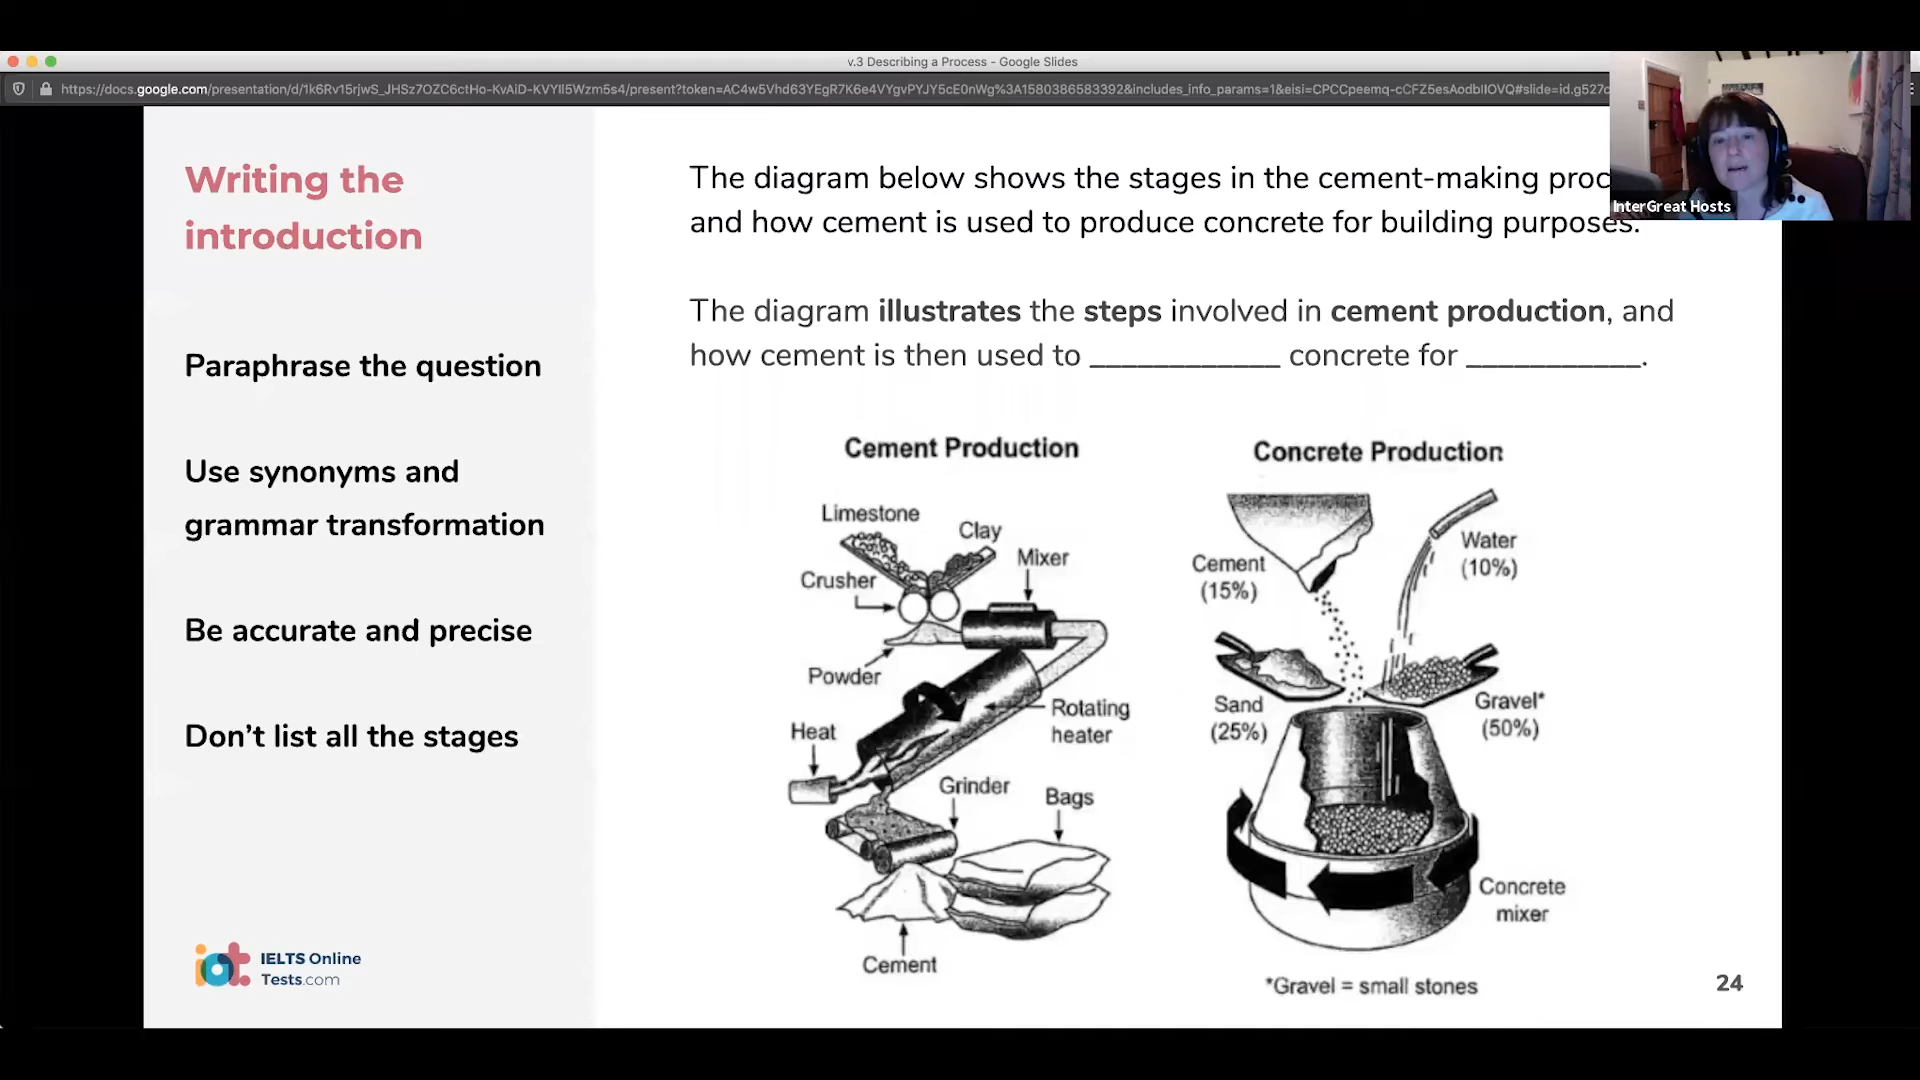 v.3 Describing a Process - Google Slides
Writing the
introduction
Paraphrase the question
Use synonyms and
grammar transformation
Be accurate and precise
Don't list all the stages
IELTS Online
Tests.com
The diagram below shows the stages in the cement-making
and how cement is used to produce concrete for building purposes.
The diagram illustrates the steps involved in cement production, and
how cement is then used to ____________ concrete for ___________.
Cement Production
Limestone
Clay
Mixer
Crusher
Powder
Rotating
heater
Heat
Grinder
Bags
Cement
Concrete Production
Cement
(15%)
Water
(10%)
Sand
(25%)
Gravel*
(50%)
Concrete
mixer
*Gravel = small stones
24
InterGreat Hosts